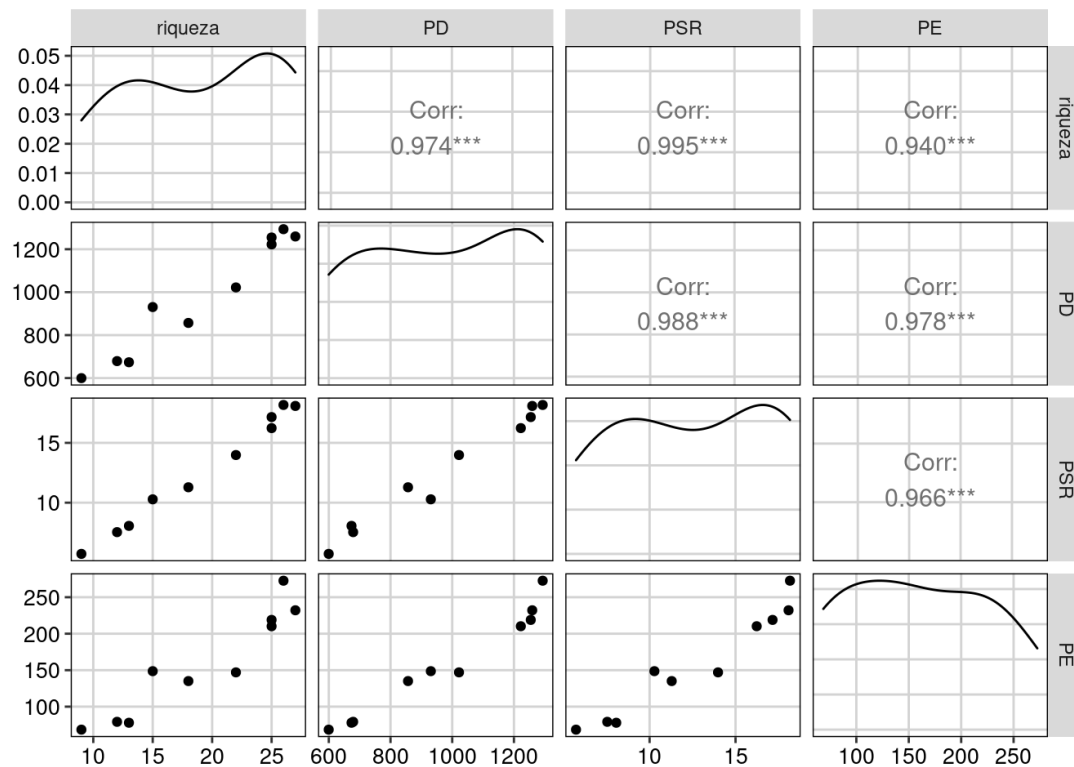 riqueza PD PSR PE
0.05
0.04
0.03
0.02
0.01
0.00
Corr:
0.974***
Corr:
0.995***
Corr:
0.940***
riqueza
1200
1000
800
600
Corr:
0.988***
Corr:
0.978***
PD
15
10
Corr:
0.966***
PSR
250
200
150
100
PE
10 15 20 25 600 800 1000 1200 10 15 100 150 200 250